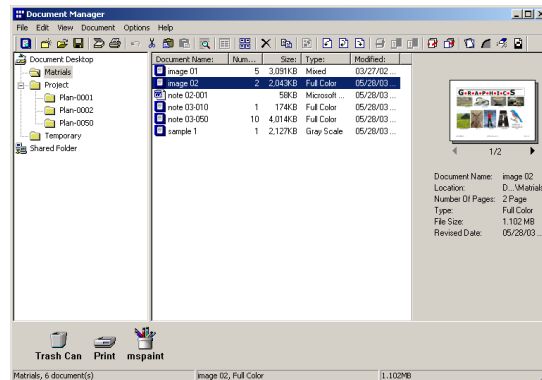 Document Manager
File Edit View Document Options Help
Document Desktop
Matrials
Project
Plan-0001
Plan-0002
Plan-0050
Temporary
Shared Folder
Document Name: Num... Size: Type: Modified:
image 01 5 3,091KB Mixed 03/27/02 ...
image 02 2 2,043KB Full Color 05/28/03 ...
note 02-001 58KB Microsoft ... 05/28/03 ...
note 03-010 1 174KB Full Color 05/28/03 ...
note 03-050 10 4,014KB Full Color 05/28/03 ...
sample 1 1 2,127KB Gray Scale 05/28/03 ...
G•R•A•P•H•I•C•S
1/2
Document Name: image 02
Location: D...\Matrials
Number Of Pages: 2 Page
Type: Full Color
File Size: 1.102 MB
Revised Date: 05/28/03 ...
Trash Can Print mspaint
Matrials, 6 document(s) image 02, Full Color 1.102MB